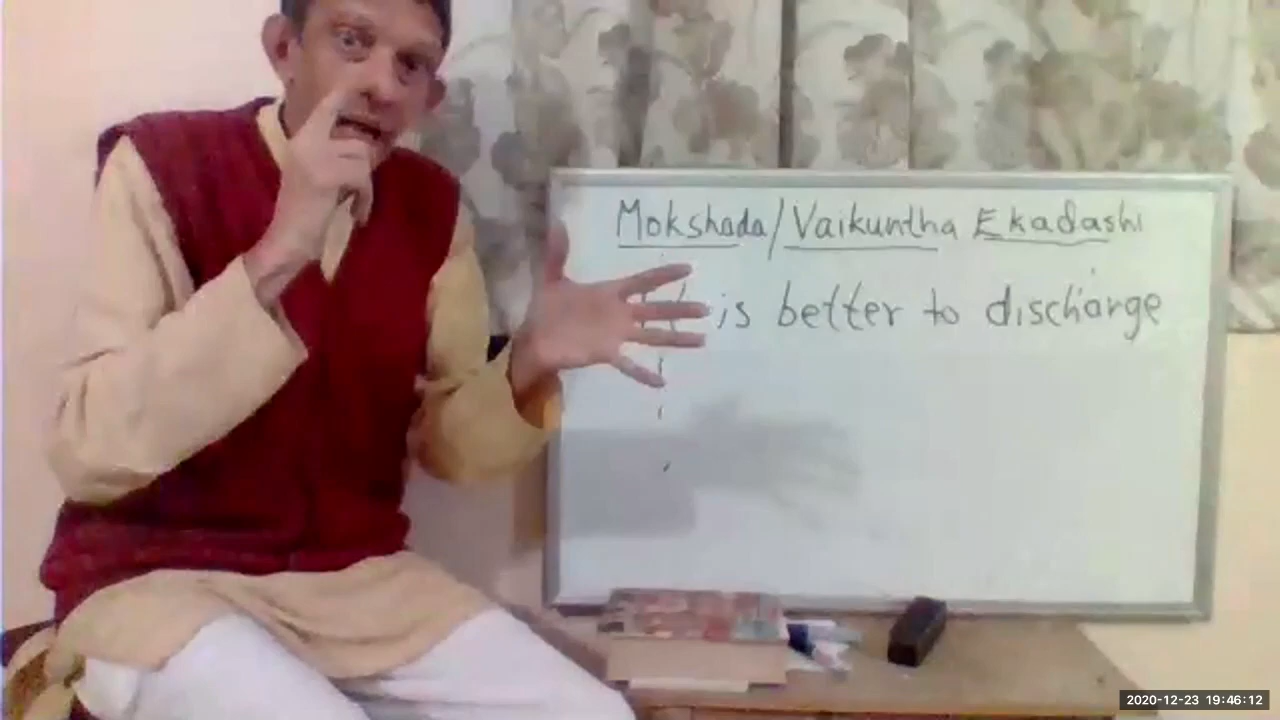 Mokshada/Vaikuntha Ekadashi
is better to discharge
2020-12-23 19:46:12